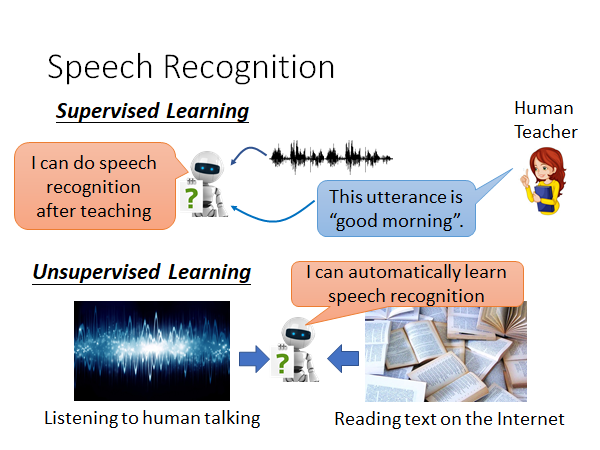 Speech Recognition
Supervised Learning
Human
Teacher
I can do speech
recognition
after teaching
?
This utterance is
“good morning”.
Unsupervised Learning
I can automatically learn
speech recognition
?
Listening to human talking
Reading text on the Internet